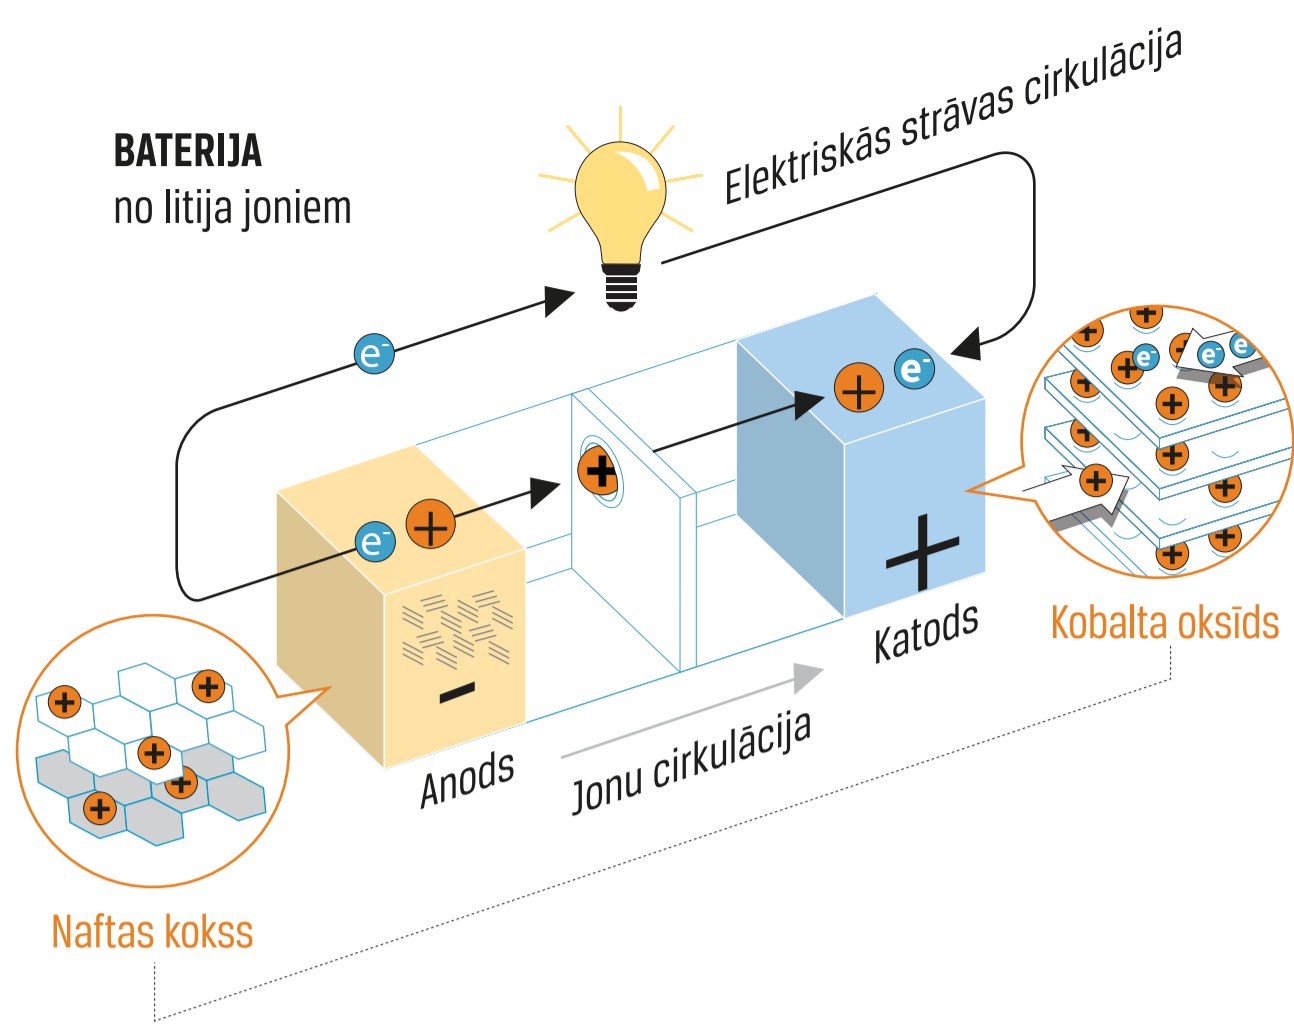 BATERIJA
no litija joniem
Elektriskās strāvas cirkulācija
e⁻
e⁻
e⁻
e⁻
e⁻
e
+
+
+
+
−
+
Anods
Katods
Jonu cirkulācija
Kobalta oksīds
Naftas kokss